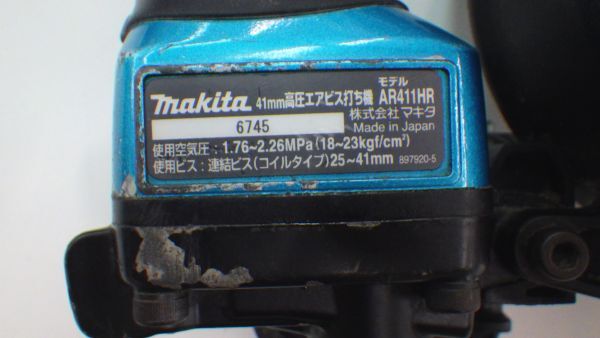 makita 41mm高圧エアビス打ち機 モデル AR411HR
6745 株式会社マキタ
Made in Japan
使用空気圧：1.76~2.26MPa(18~23kgf/cm²)
使用ビス：連結ビス(コイルタイプ)25~41mm 897920-5